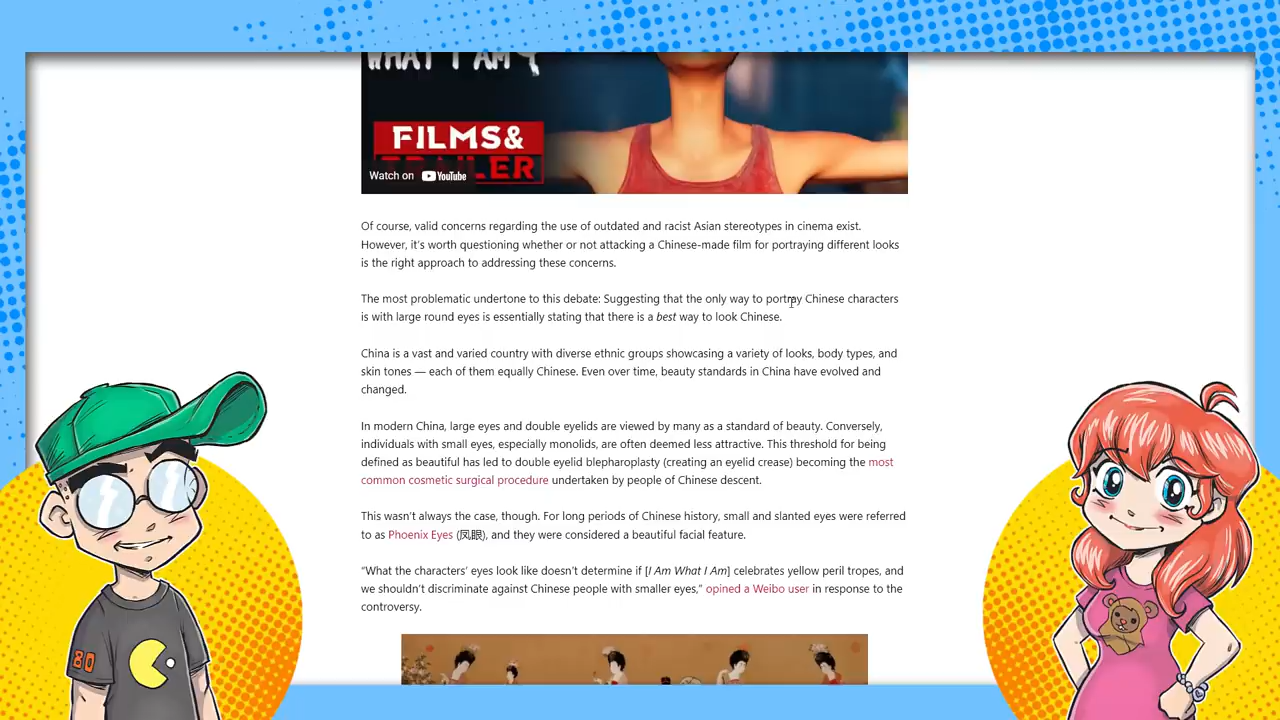 WHAT I AM
FILMS&
TRAILER
Watch on YouTube
Of course, valid concerns regarding the use of outdated and racist Asian stereotypes in cinema exist.
However, it's worth questioning whether or not attacking a Chinese-made film for portraying different looks
is the right approach to addressing these concerns.
The most problematic undertone to this debate: Suggesting that the only way to portray Chinese characters
is with large round eyes is essentially stating that there is a best way to look Chinese.
China is a vast and varied country with diverse ethnic groups showcasing a variety of looks, body types, and
skin tones — each of them equally Chinese. Even over time, beauty standards in China have evolved and
changed.
In modern China, large eyes and double eyelids are viewed by many as a standard of beauty. Conversely,
individuals with small eyes, especially monolids, are often deemed less attractive. This threshold for being
defined as beautiful has led to double eyelid blepharoplasty (creating an eyelid crease) becoming the most
common cosmetic surgical procedure undertaken by people of Chinese descent.
This wasn't always the case, though. For long periods of Chinese history, small and slanted eyes were referred
to as Phoenix Eyes (凤眼), and they were considered a beautiful facial feature.
“What the characters' eyes look like doesn't determine if [I Am What I Am] celebrates yellow peril tropes, and
we shouldn't discriminate against Chinese people with smaller eyes,” opined a Weibo user in response to the
controversy.
80